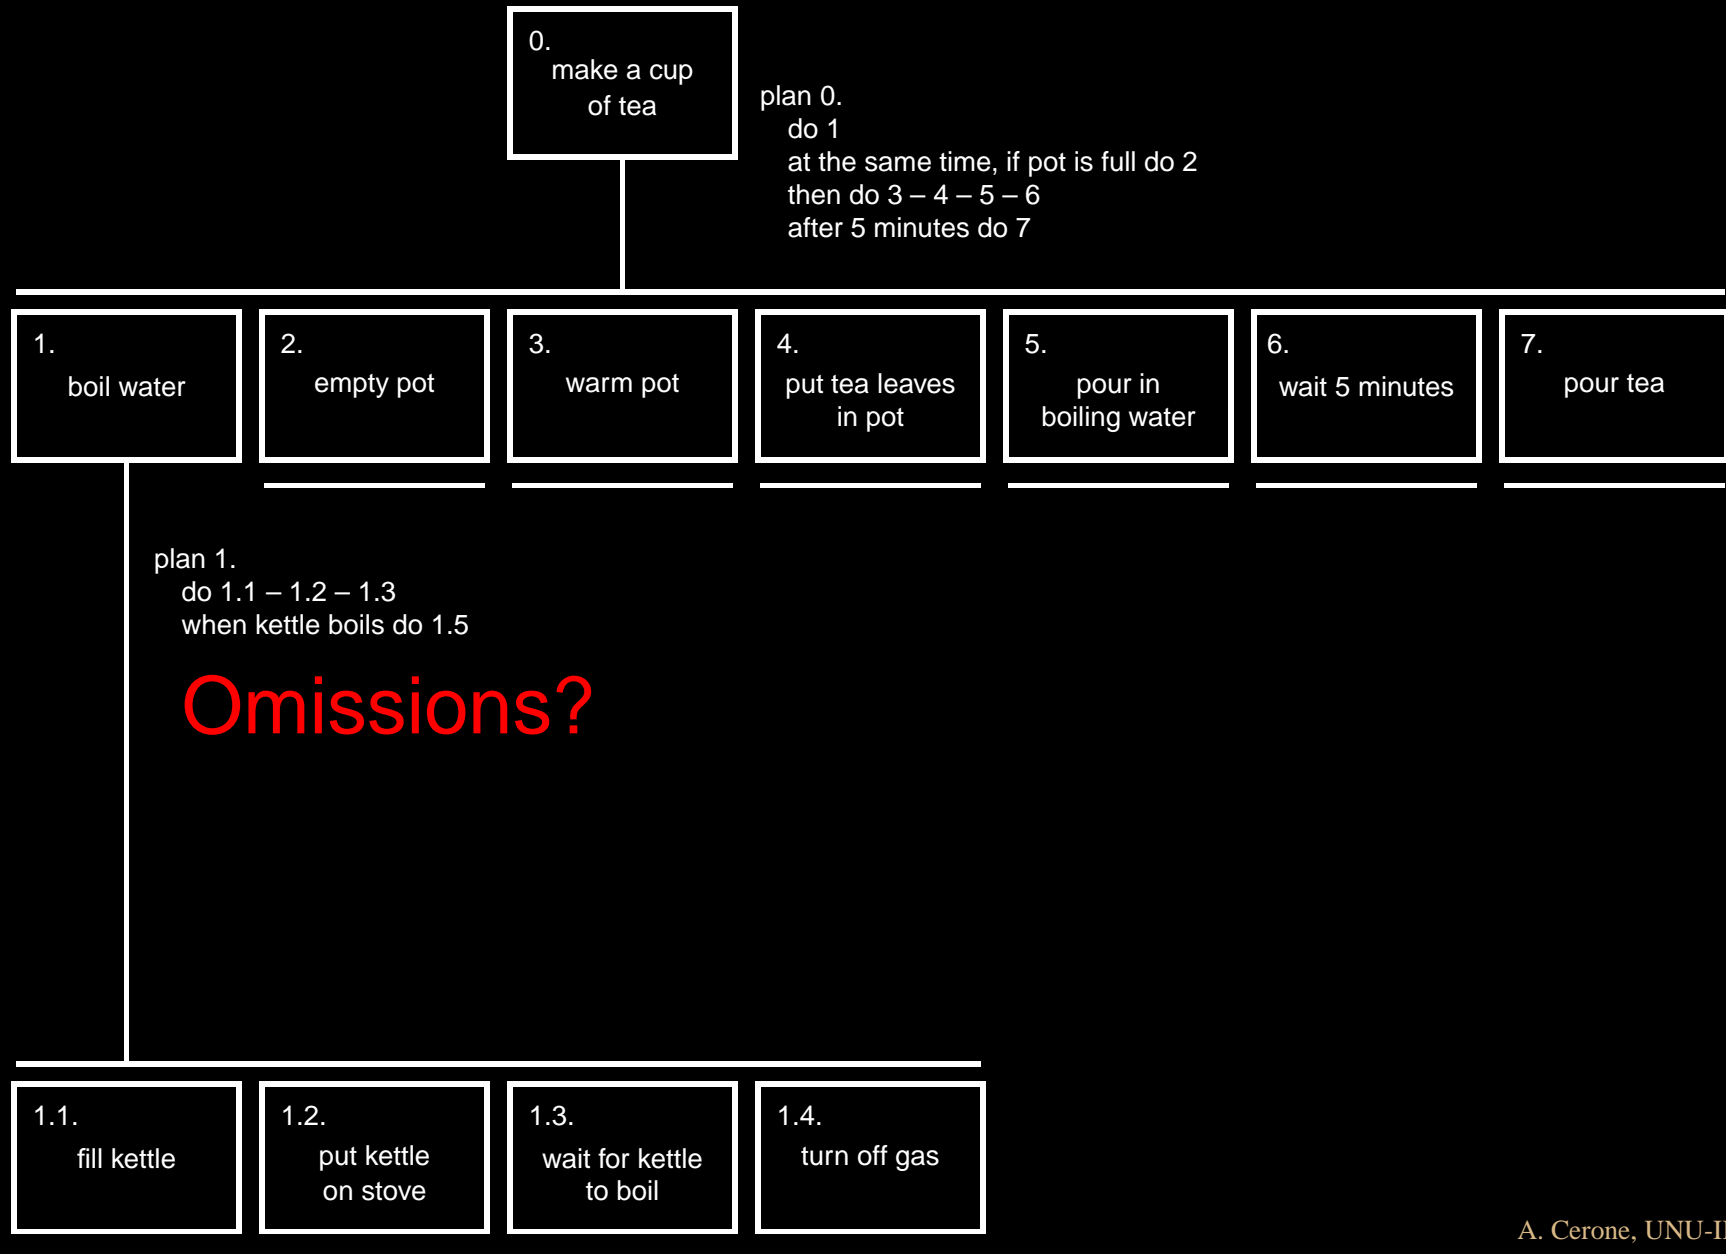 0.
make a cup
of tea
plan 0.
do 1
at the same time, if pot is full do 2
then do 3 – 4 – 5 – 6
after 5 minutes do 7
1.
boil water
2.
empty pot
3.
warm pot
4.
put tea leaves
in pot
5.
pour in
boiling water
6.
wait 5 minutes
7.
pour tea
plan 1.
do 1.1 – 1.2 – 1.3
when kettle boils do 1.5
Omissions?
1.1.
fill kettle
1.2.
put kettle
on stove
1.3.
wait for kettle
to boil
1.4.
turn off gas
A. Cerone,